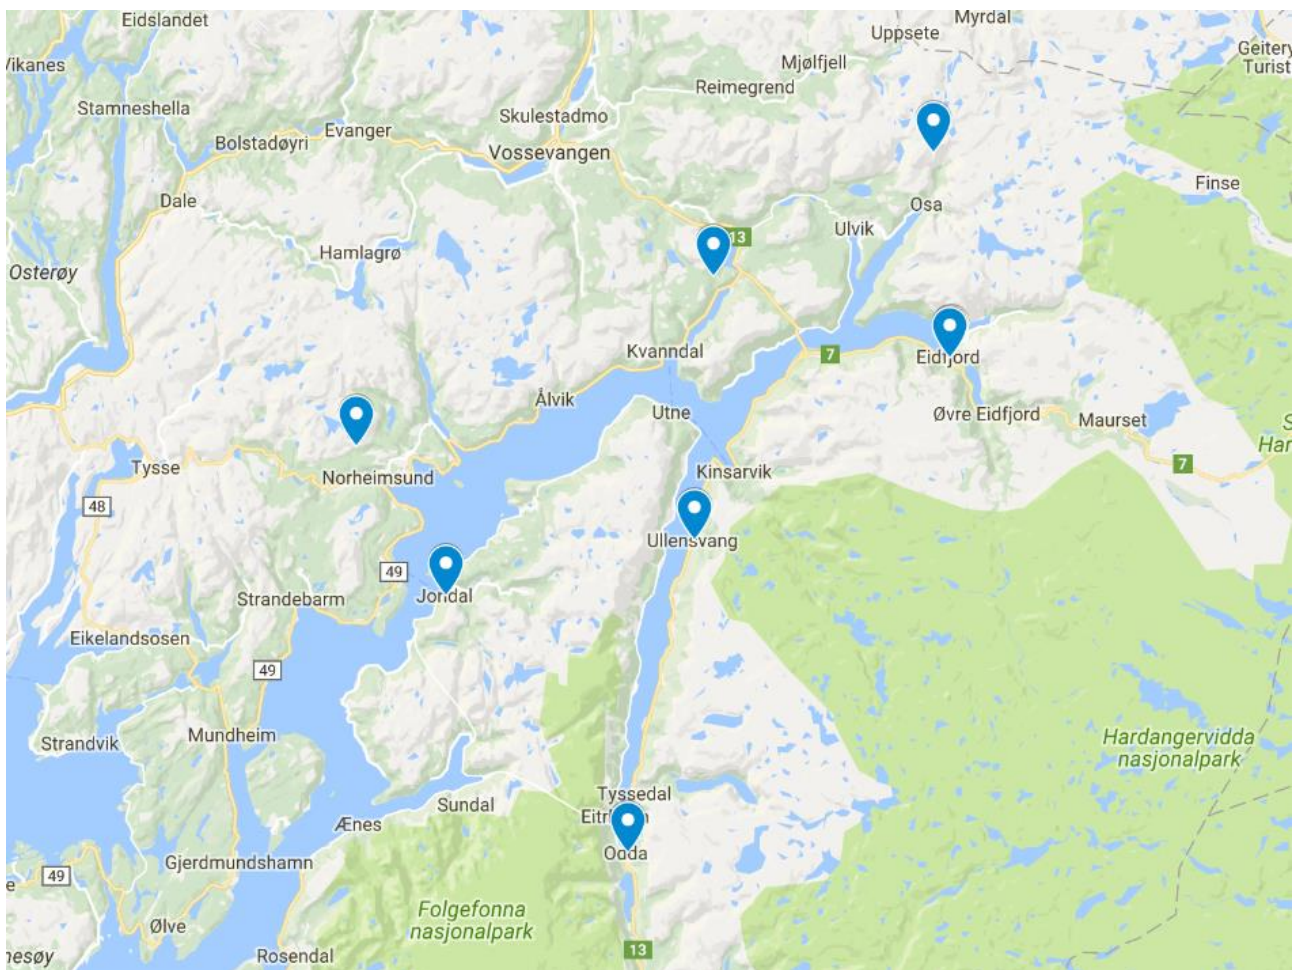 Eidslandet
Myrdal
Uppsete
Vikanes
Mjølfjell
Geitery
Turist
Reimegrend
Stamneshella
Skulestadmo
Evanger
Bolstadøyri
Vossevangen
Finse
Dale
Osa
Ulvik
13
Hamlagrø
Osterøy
Kvanndal
7
Eidfjord
Ålvik
Utne
Øvre Eidfjord
Maurset
S
Har
Tysse
Norheimsund
Kinsarvik
7
48
Ullensvang
49
Jondal
Strandebarm
Eikelandsosen
49
Mundheim
Strandvik
Hardangervidda
nasjonalpark
Tyssedal
Sundal
Ænes
Odda
Gjerdmundshamn
49
e
Folgefonna
nasjonalpark
Ølve
13
Rosendal
nesøy